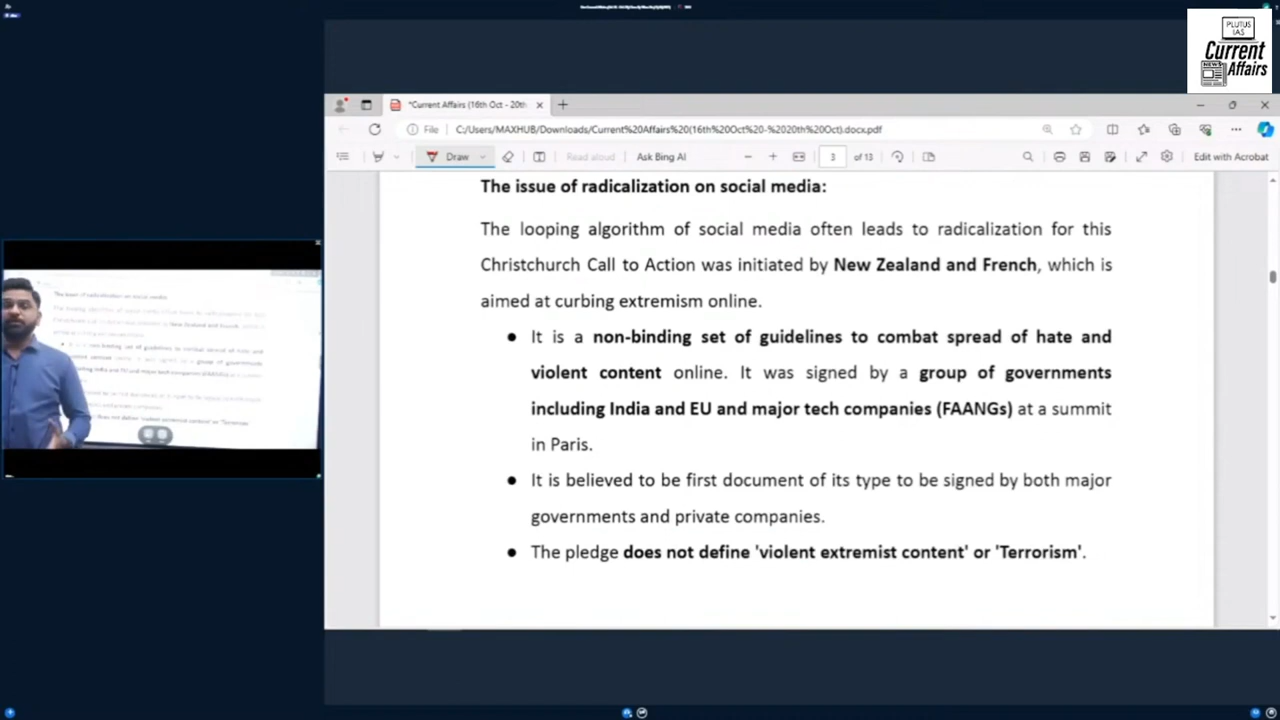 PLUTUS
IAS
Current
NEWS
Affairs
*Current Affairs (16th Oct - 20th
File
C:/Users/MAXHUB/Downloads/Current%20Affairs%20(16th%20Oct%20-%2020th%20Oct).docx.pdf
Draw
Read aloud
Ask Bing AI
3 of 13
Edit with Acrobat
The issue of radicalization on social media:
The looping algorithm of social media often leads to radicalization for this
Christchurch Call to Action was initiated by New Zealand and French, which is
aimed at curbing extremism online.
● It is a non-binding set of guidelines to combat spread of hate and
violent content online. It was signed by a group of governments
including India and EU and major tech companies (FAANGs) at a summit
in Paris.
● It is believed to be first document of its type to be signed by both major
governments and private companies.
● The pledge does not define 'violent extremist content' or 'Terrorism'.